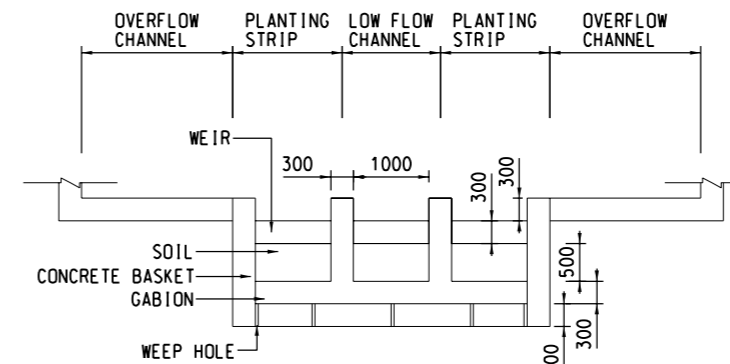 OVERFLOW
CHANNEL
PLANTING
STRIP
LOW FLOW
CHANNEL
PLANTING
STRIP
OVERFLOW
CHANNEL
WEIR
300
1000
300
300
SOIL
CONCRETE BASKET
GABION
500
300
WEEP HOLE